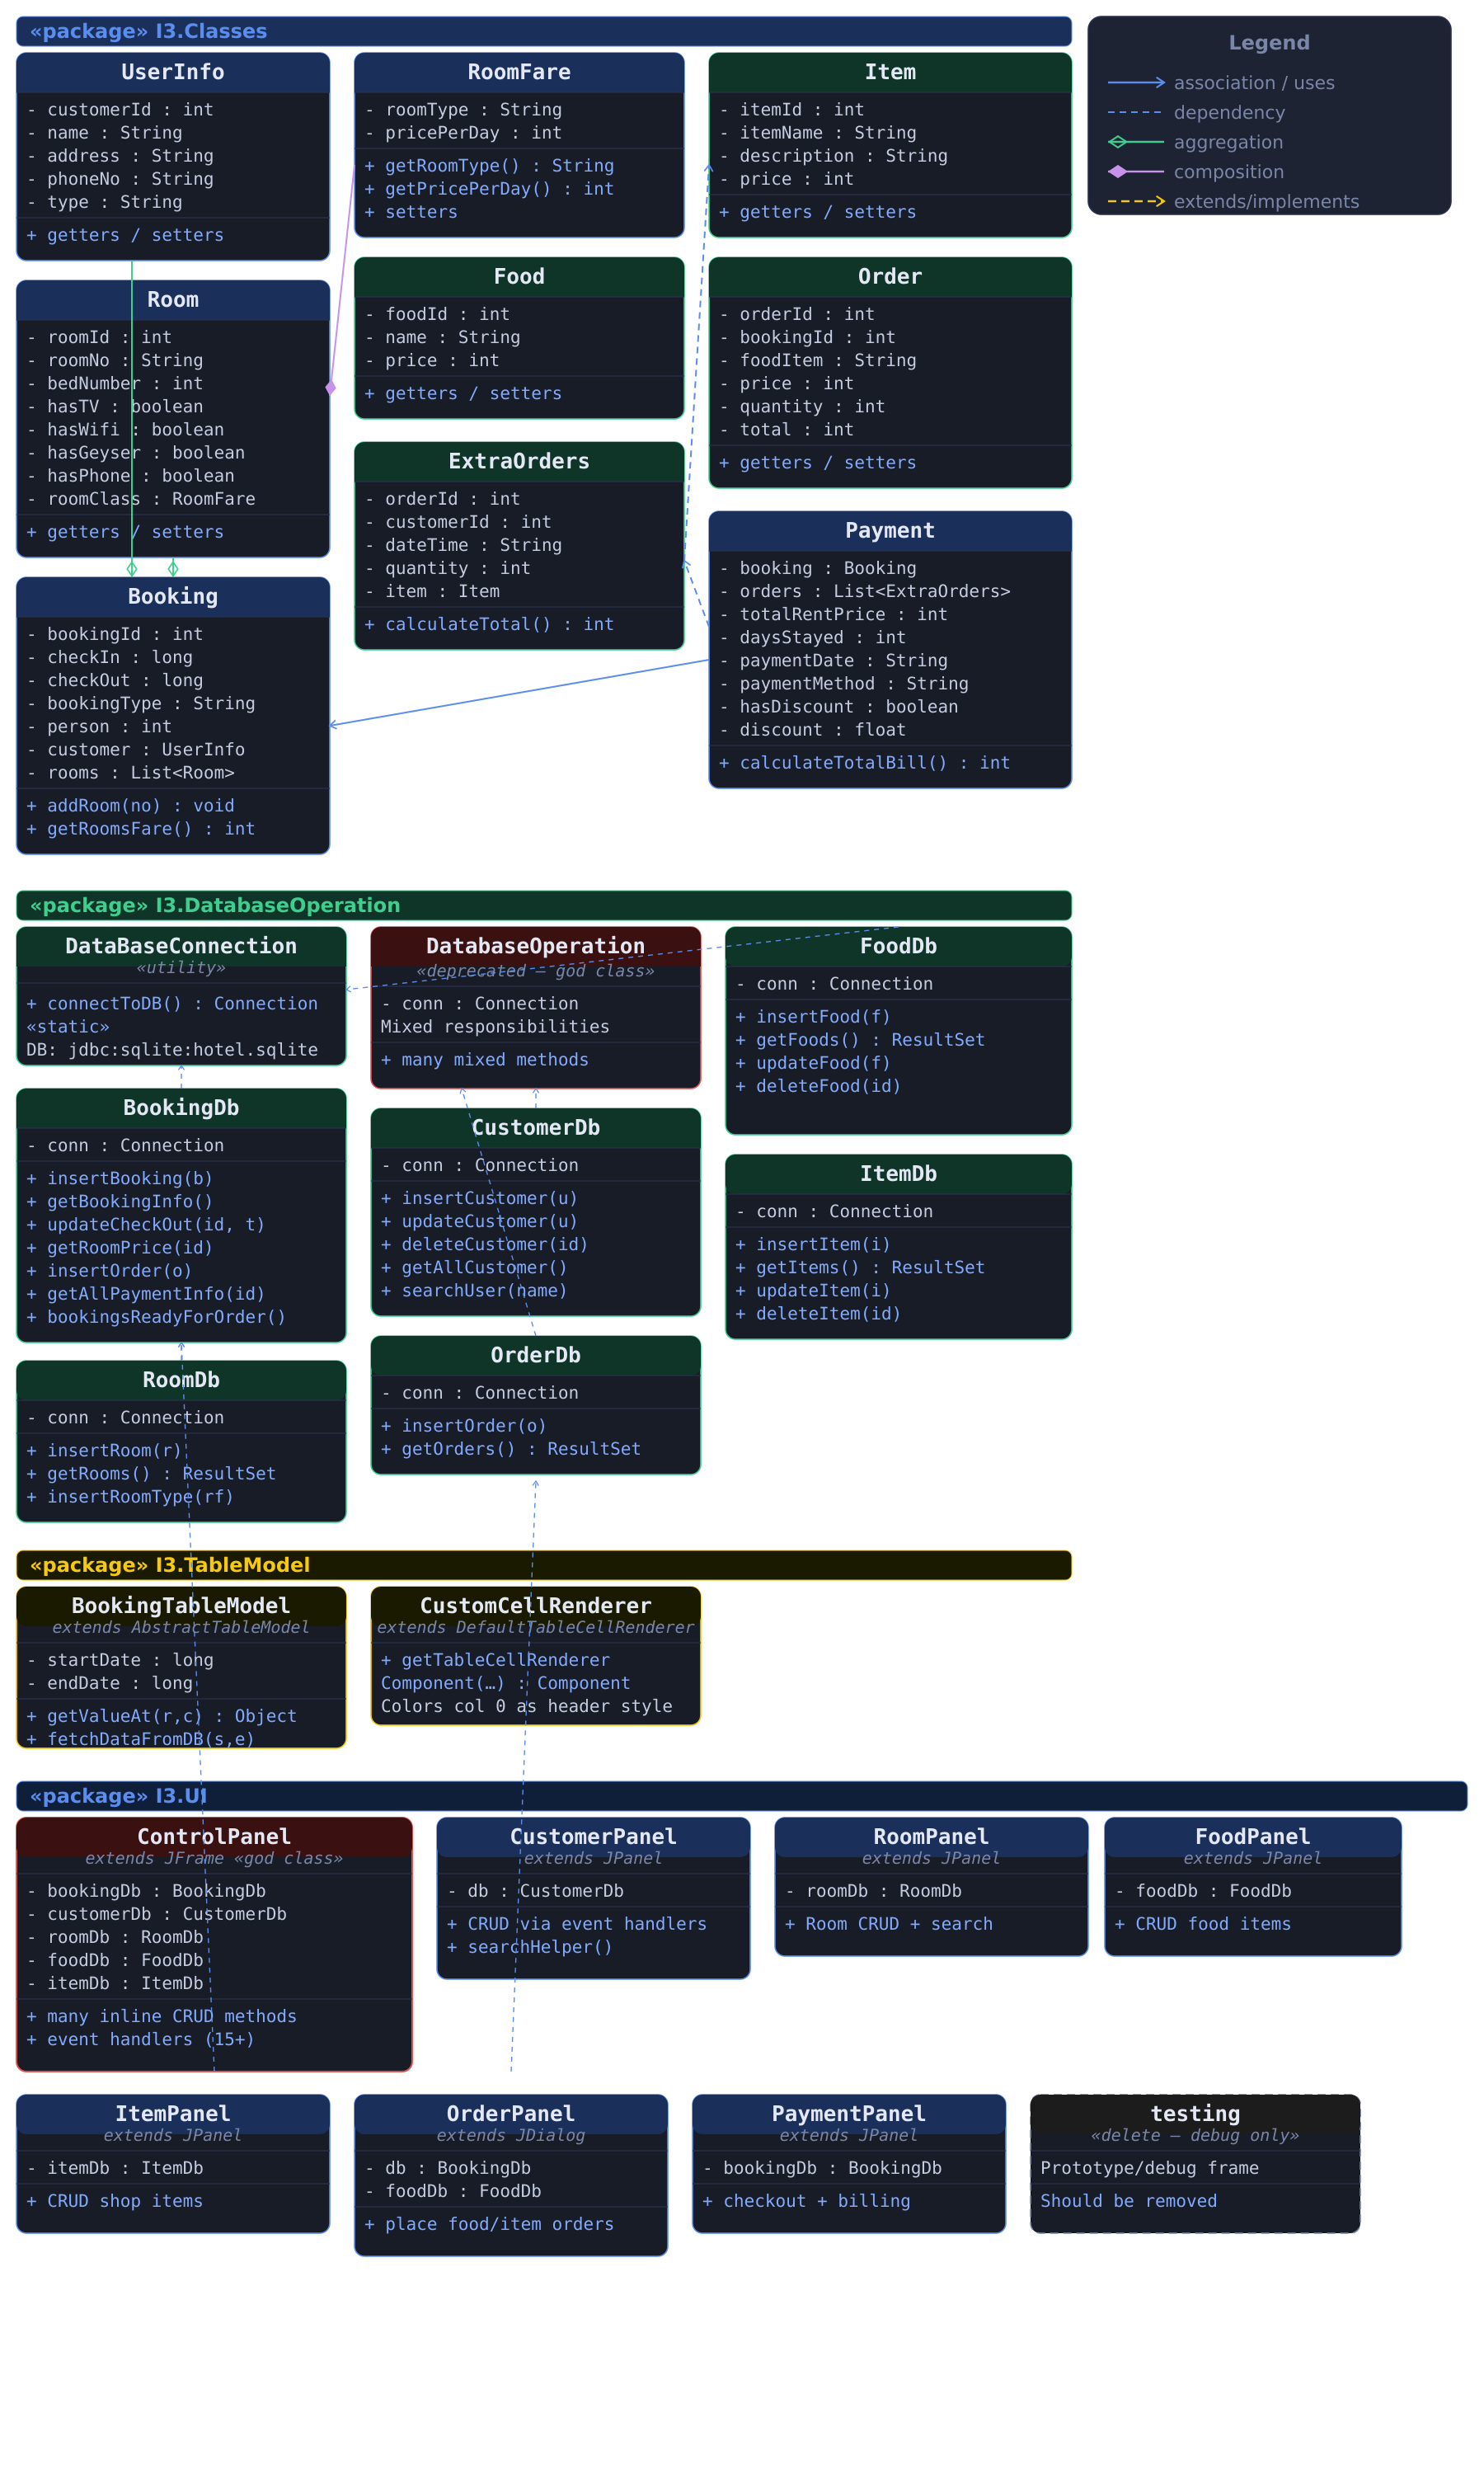 «package» I3.Classes
UserInfo
- customerId : int
- name : String
- address : String
- phoneNo : String
- type : String
+ getters / setters
RoomFare
- roomType : String
- pricePerDay : int
+ getRoomType() : String
+ getPricePerDay() : int
+ setters
Item
- itemId : int
- itemName : String
- description : String
- price : int
+ getters / setters
Legend
association / uses
dependency
aggregation
composition
extends/implements
Room
- roomId : int
- roomNo : String
- bedNumber : int
- hasTV : boolean
- hasWifi : boolean
- hasGeyser : boolean
- hasPhone : boolean
- roomClass : RoomFare
+ getters / setters
Food
- foodId : int
- name : String
- price : int
+ getters / setters
Order
- orderId : int
- bookingId : int
- foodItem : String
- price : int
- quantity : int
- total : int
+ getters / setters
ExtraOrders
- orderId : int
- customerId : int
- dateTime : String
- quantity : int
- item : Item
+ calculateTotal() : int
Payment
- booking : Booking
- orders : List<ExtraOrders>
- totalRentPrice : int
- daysStayed : int
- paymentDate : String
- paymentMethod : String
- hasDiscount : boolean
- discount : float
+ calculateTotalBill() : int
Booking
- bookingId : int
- checkIn : long
- checkOut : long
- bookingType : String
- person : int
- customer : UserInfo
- rooms : List<Room>
+ addRoom(no) : void
+ getRoomsFare() : int
«package» I3.DatabaseOperation
DataBaseConnection
«utility»
+ connectToDB() : Connection
«static»
DB: jdbc:sqlite:hotel.sqlite
DatabaseOperation
«deprecated — god class»
- conn : Connection
Mixed responsibilities
+ many mixed methods
FoodDb
- conn : Connection
+ insertFood(f)
+ getFoods() : ResultSet
+ updateFood(f)
+ deleteFood(id)
BookingDb
- conn : Connection
+ insertBooking(b)
+ getBookingInfo()
+ updateCheckOut(id, t)
+ getRoomPrice(id)
+ insertOrder(o)
+ getAllPaymentInfo(id)
+ bookingsReadyForOrder()
CustomerDb
- conn : Connection
+ insertCustomer(u)
+ updateCustomer(u)
+ deleteCustomer(id)
+ getAllCustomer()
+ searchUser(name)
ItemDb
- conn : Connection
+ insertItem(i)
+ getItems() : ResultSet
+ updateItem(i)
+ deleteItem(id)
RoomDb
- conn : Connection
+ insertRoom(r)
+ getRooms() : ResultSet
+ insertRoomType(rf)
OrderDb
- conn : Connection
+ insertOrder(o)
+ getOrders() : ResultSet
«package» I3.TableModel
BookingTableModel
extends AbstractTableModel
- startDate : long
- endDate : long
+ getValueAt(r,c) : Object
+ fetchDataFromDB(s,e)
CustomCellRenderer
extends DefaultTableCellRenderer
+ getTableCellRenderer
Component(…) : Component
Colors col 0 as header style
«package» I3.UI
ControlPanel
extends JFrame «god class»
- bookingDb : BookingDb
- customerDb : CustomerDb
- roomDb : RoomDb
- foodDb : FoodDb
- itemDb : ItemDb
+ many inline CRUD methods
+ event handlers (15+)
CustomerPanel
extends JPanel
- db : CustomerDb
+ CRUD via event handlers
+ searchHelper()
RoomPanel
extends JPanel
- roomDb : RoomDb
+ Room CRUD + search
FoodPanel
extends JPanel
- foodDb : FoodDb
+ CRUD food items
ItemPanel
extends JPanel
- itemDb : ItemDb
+ CRUD shop items
OrderPanel
extends JDialog
- db : BookingDb
- foodDb : FoodDb
+ place food/item orders
PaymentPanel
extends JPanel
- bookingDb : BookingDb
+ checkout + billing
testing
«delete — debug only»
Prototype/debug frame
Should be removed